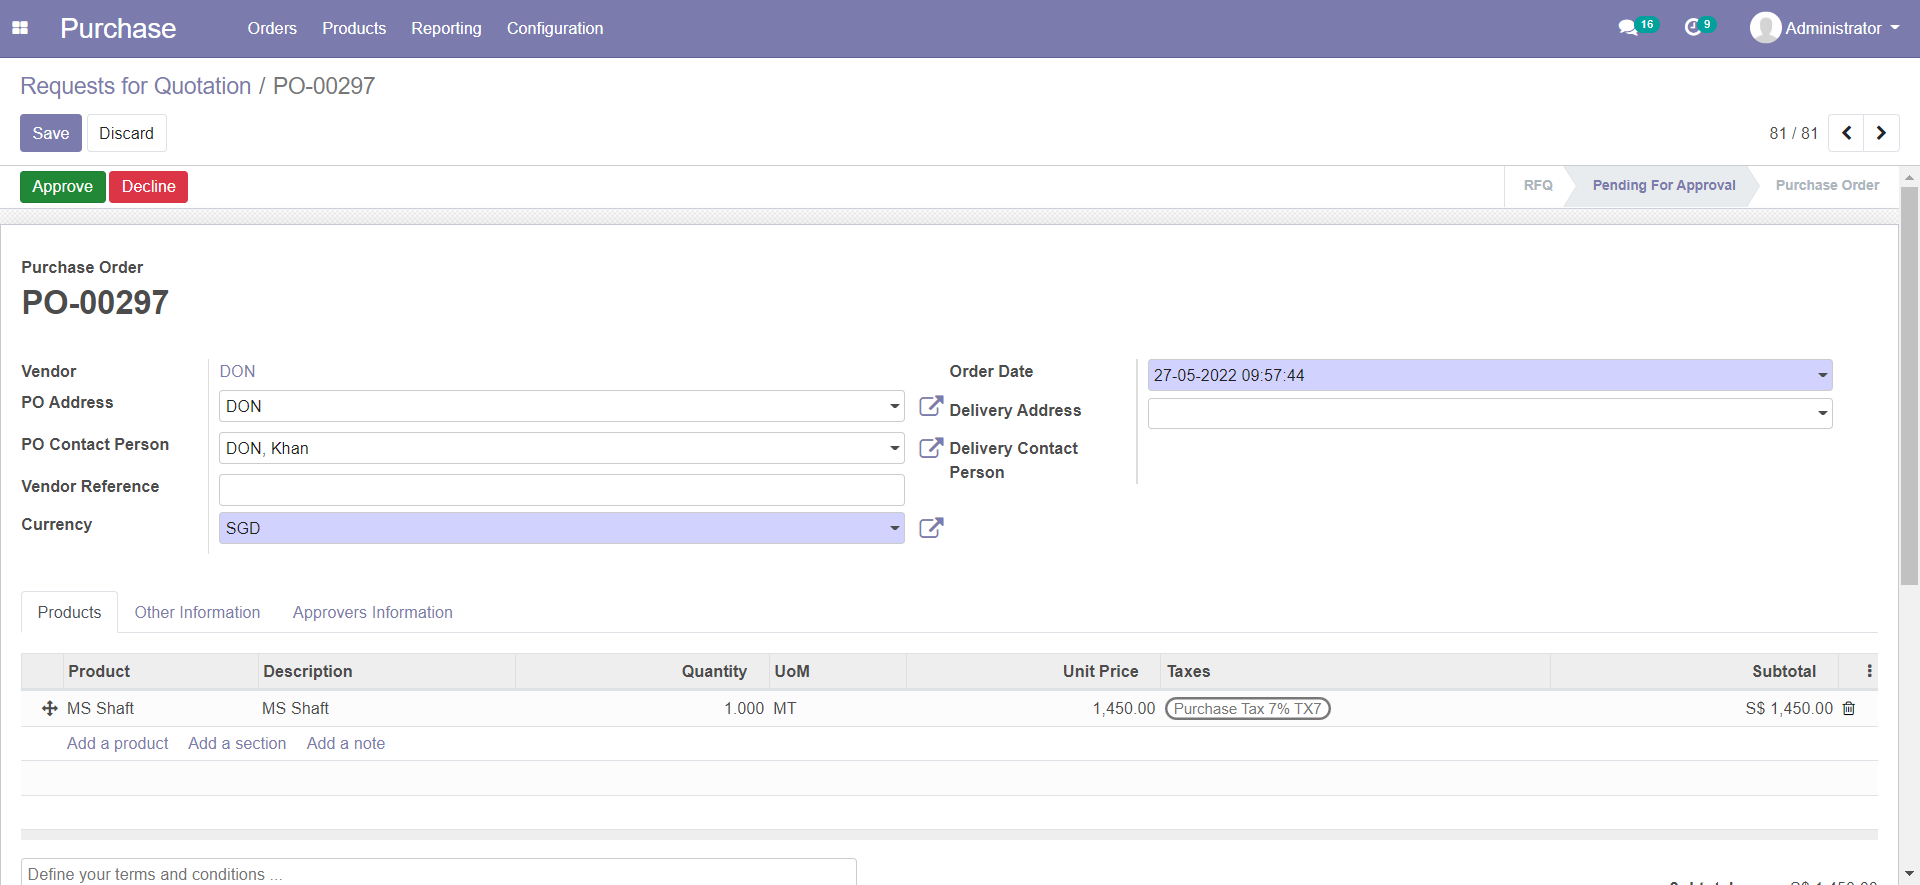 Purchase Orders Products Reporting Configuration 16 9 Administrator
Requests for Quotation / PO-00297
Save Discard 81 / 81
Approve Decline RFQ Pending For Approval Purchase Order
Purchase Order
PO-00297
Vendor DON Order Date 27-05-2022 09:57:44
PO Address DON Delivery Address
PO Contact Person DON, Khan Delivery Contact
Person
Vendor Reference
Currency SGD
Products Other Information Approvers Information
Product Description Quantity UoM Unit Price Taxes Subtotal
MS Shaft MS Shaft 1.000 MT 1,450.00 Purchase Tax 7% TX7 S$ 1,450.00
Add a product Add a section Add a note
Define your terms and conditions ...